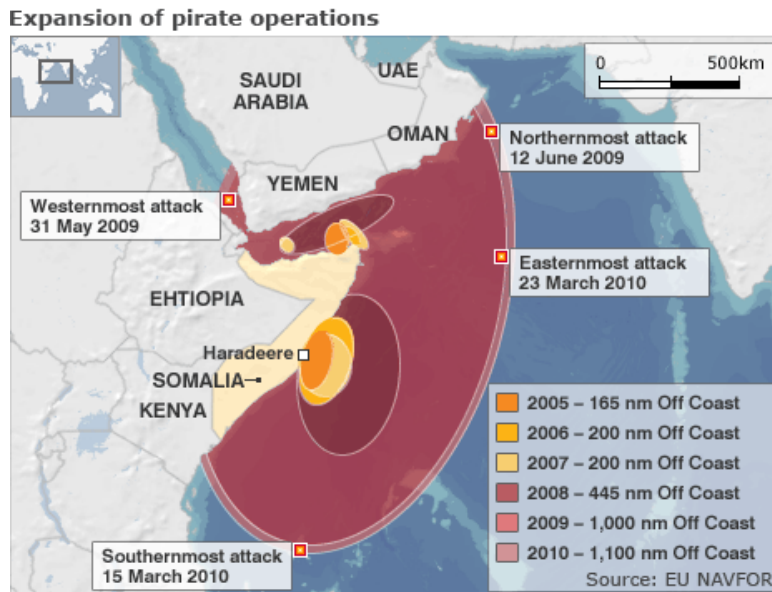 Expansion of pirate operations
0 500km
UAE
SAUDI
ARABIA
OMAN
Northernmost attack
12 June 2009
YEMEN
Westernmost attack
31 May 2009
Easternmost attack
23 March 2010
EHTIOPIA
Haradeere
SOMALIA
KENYA
2005 – 165 nm Off Coast
2006 – 200 nm Off Coast
2007 – 200 nm Off Coast
2008 – 445 nm Off Coast
2009 – 1,000 nm Off Coast
2010 – 1,100 nm Off Coast
Southernmost attack
15 March 2010
Source: EU NAVFOR